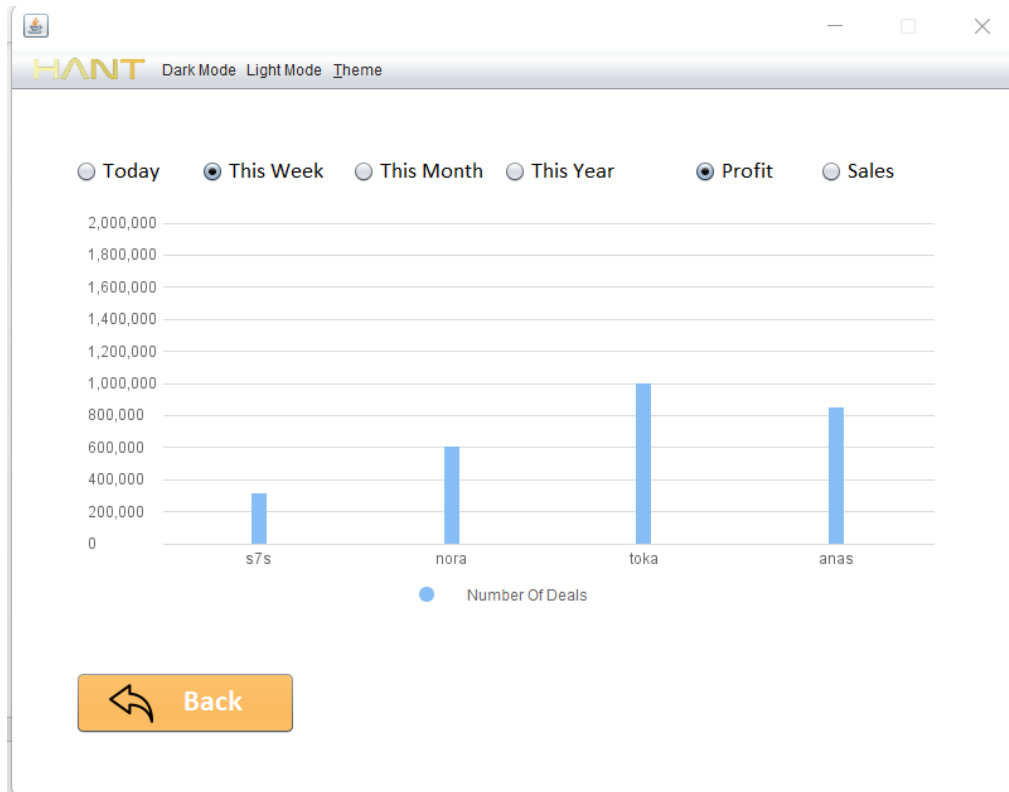 HANT Dark Mode Light Mode Theme
Today This Week This Month This Year Profit Sales
2,000,000
1,800,000
1,600,000
1,400,000
1,200,000
1,000,000
800,000
600,000
400,000
200,000
0
s7s nora toka anas
Number Of Deals
Back